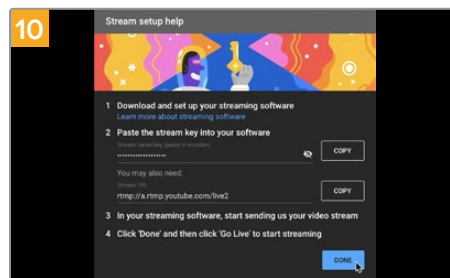 10
Stream setup help
1 Download and set up your streaming software
Learn more about streaming software
2 Paste the stream key into your software
Stream name/key (paste in encoder)
COPY
You may also need:
Stream URL
rtmp://a.rtmp.youtube.com/live2
COPY
3 In your streaming software, start sending us your video stream
4 Click 'Done' and then click 'Go Live' to start streaming
DONE